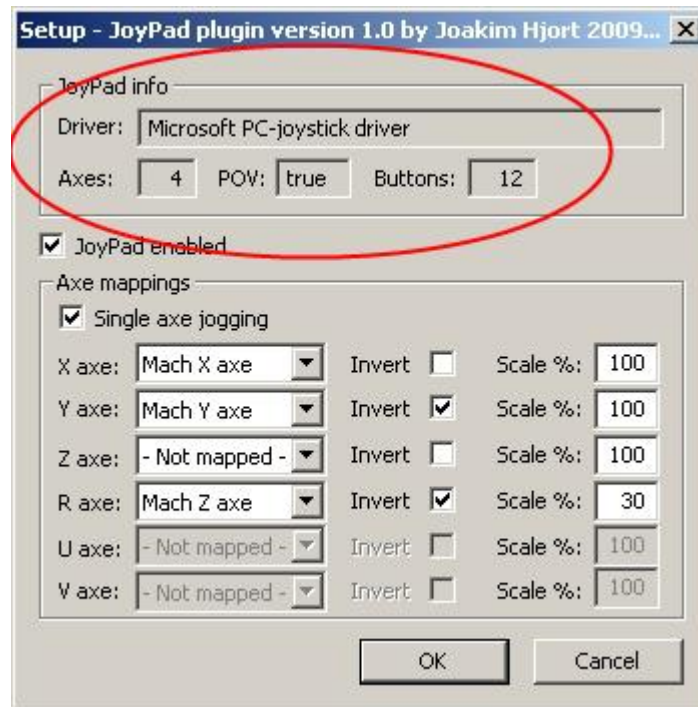 Setup - JoyPad plugin version 1.0 by Joakim Hjort 2009...
JoyPad info
Driver: Microsoft PC-joystick driver
Axes: 4 POV: true Buttons: 12
JoyPad enabled
Axe mappings
Single axe jogging
X axe: Mach X axe Invert Scale %: 100
Y axe: Mach Y axe Invert Scale %: 100
Z axe: - Not mapped - Invert Scale %: 100
R axe: Mach Z axe Invert Scale %: 30
U axe: - Not mapped - Invert Scale %: 100
V axe: - Not mapped - Invert Scale %: 100
OK Cancel